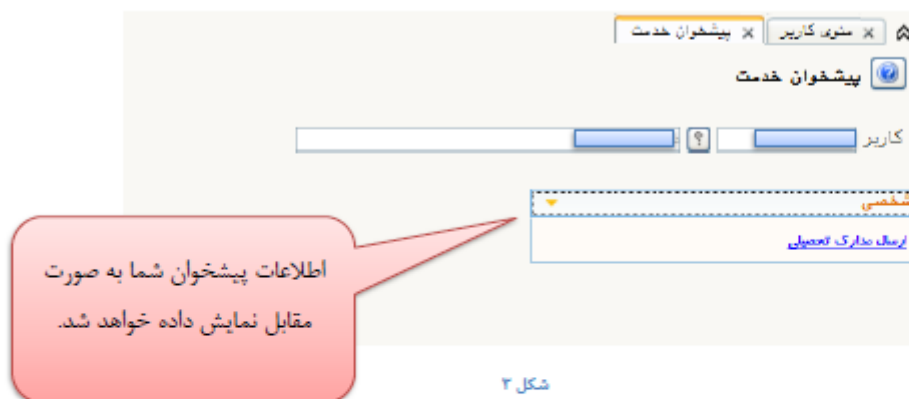 منوی کاربر
پیشخوان خدمت
پیشخوان خدمت
کاربر
شخصی
ارسال مدارک تحصیلی
اطلاعات پیشخوان شما به صورت
مقابل نمایش داده خواهد شد.
شکل ۳